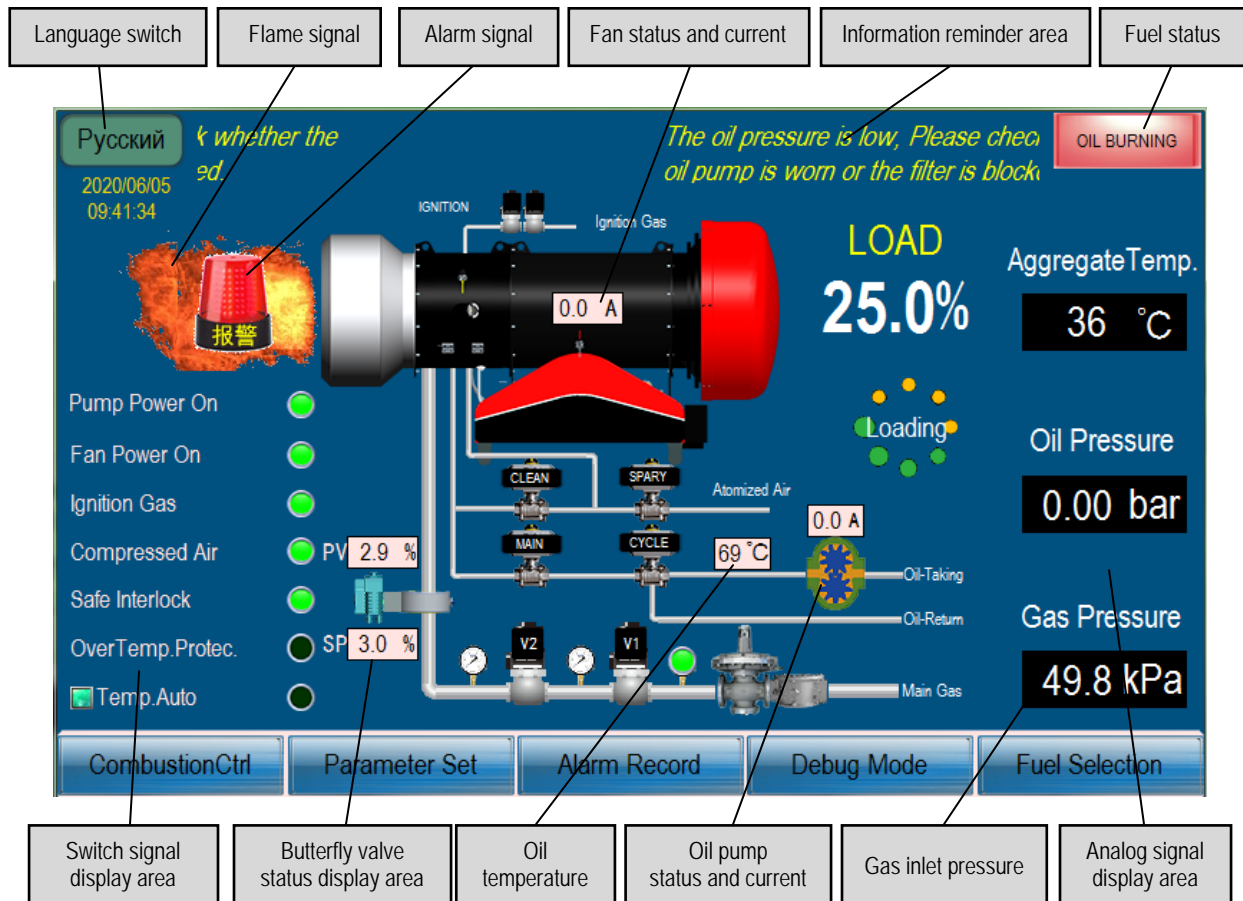 Language switch
Flame signal
Alarm signal
Fan status and current
Information reminder area
Fuel status
Русский
k whether the
ed.
The oil pressure is low, Please chec
oil pump is worn or the filter is block
OIL BURNING
2020/06/05
09:41:34
IGNITION
Ignition Gas
LOAD
25.0%
AggregateTemp.
36 °C
0.0 A
报警
Pump Power On
Fan Power On
Ignition Gas
Compressed Air
Safe Interlock
OverTemp.Protec.
Temp.Auto
Loading
Oil Pressure
0.00 bar
CLEAN
SPARY
Atomized Air
MAIN
CYCLE
0.0 A
PV 2.9 %
69 °C
Oil-Taking
Oil-Return
SP 3.0 %
V2
V1
Main Gas
Gas Pressure
49.8 kPa
CombustionCtrl
Parameter Set
Alarm Record
Debug Mode
Fuel Selection
Switch signal
display area
Butterfly valve
status display area
Oil
temperature
Oil pump
status and current
Gas inlet pressure
Analog signal
display area